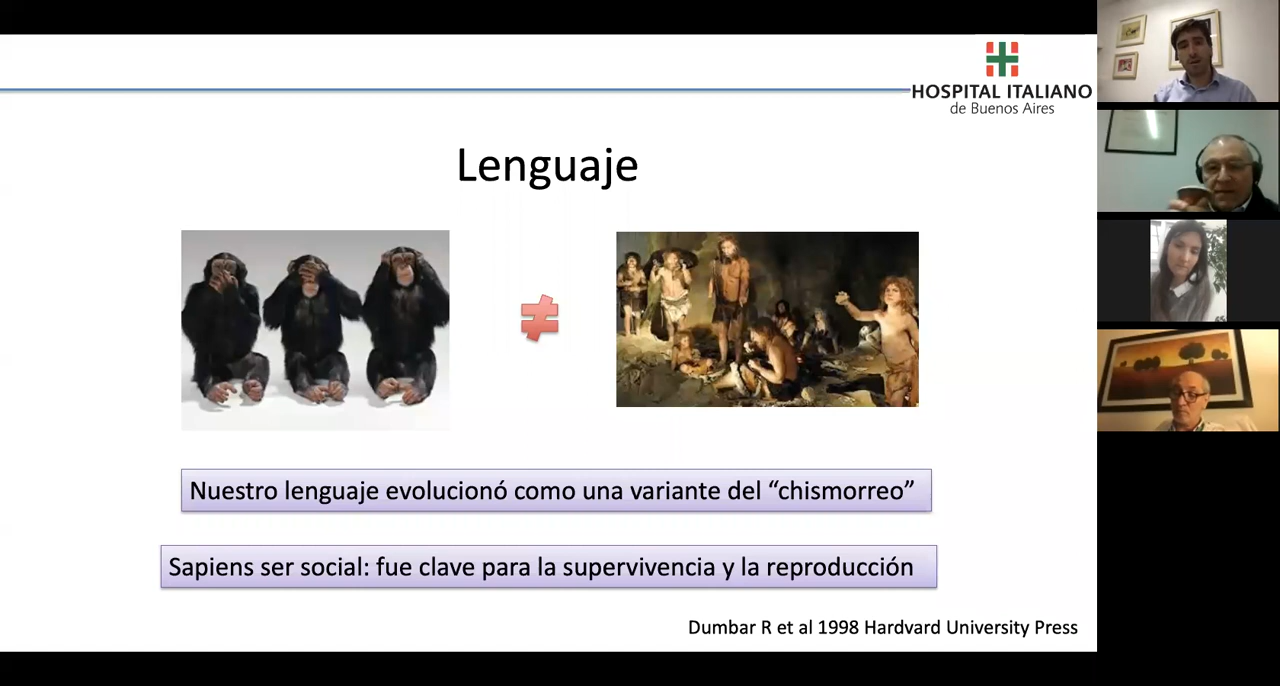 HOSPITAL ITALIANO
de Buenos Aires
Lenguaje
≠
Nuestro lenguaje evolucionó como una variante del “chismorreo”
Sapiens ser social: fue clave para la supervivencia y la reproducción
Dumbar R et al 1998 Hardvard University Press